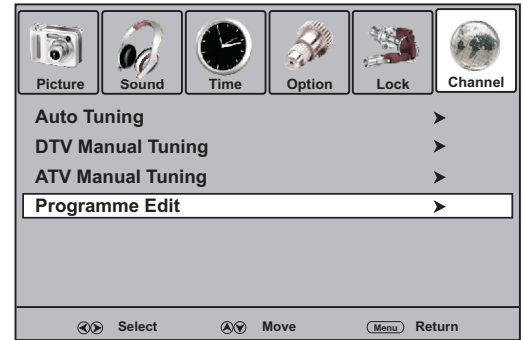 Picture Sound Time Option Lock Channel
Auto Tuning
DTV Manual Tuning
ATV Manual Tuning
Programme Edit
Select Move Menu Return